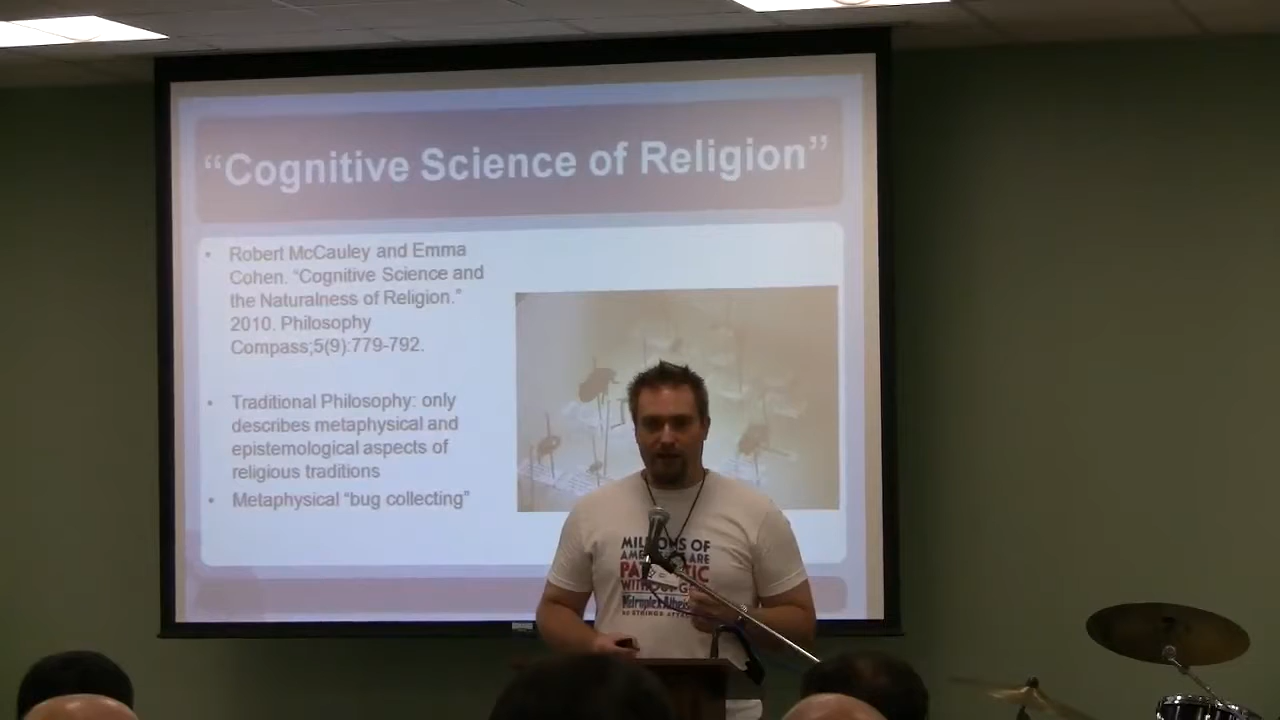 “Cognitive Science of Religion”
• Robert McCauley and Emma
Cohen. “Cognitive Science and
the Naturalness of Religion.”
2010. Philosophy
Compass;5(9):779-792.
• Traditional Philosophy: only
describes metaphysical and
epistemological aspects of
religious traditions
• Metaphysical “bug collecting”
OF
ARE